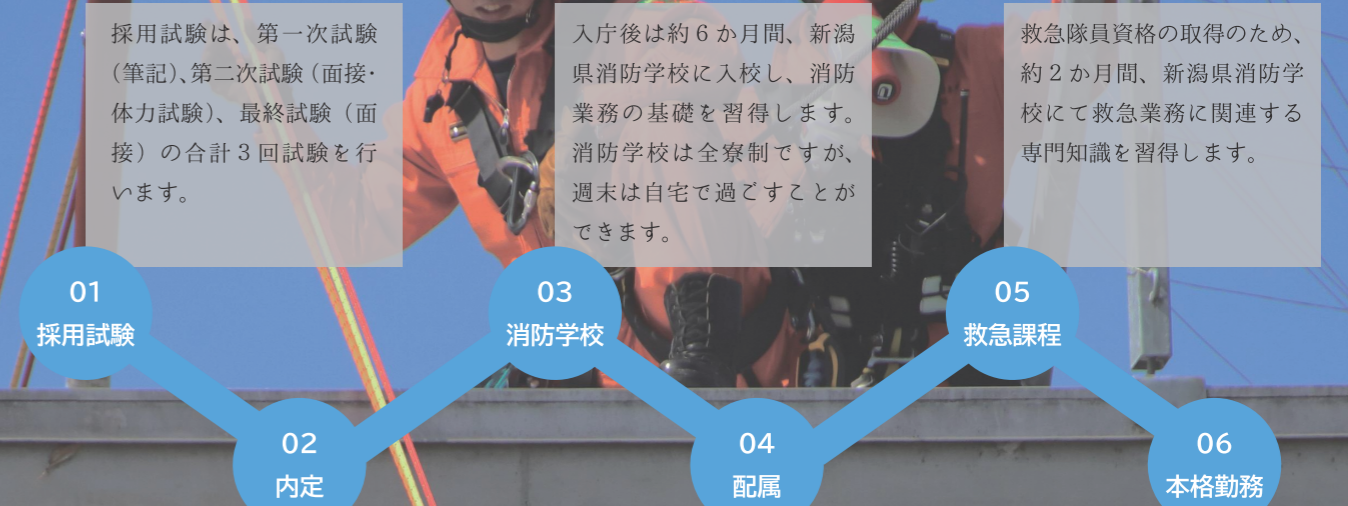 採用試験は、第一次試験
（筆記）、第二次試験（面接・
体力試験）、最終試験（面
接）の合計３回試験を行
います。
入庁後は約６か月間、新潟
県消防学校に入校し、消防
業務の基礎を習得します。
消防学校は全寮制ですが、
週末は自宅で過ごすことが
できます。
救急隊員資格の取得のため、
約２か月間、新潟県消防学
校にて救急業務に関連する
専門知識を習得します。
01
採用試験
02
内定
03
消防学校
04
配属
05
救急課程
06
本格勤務